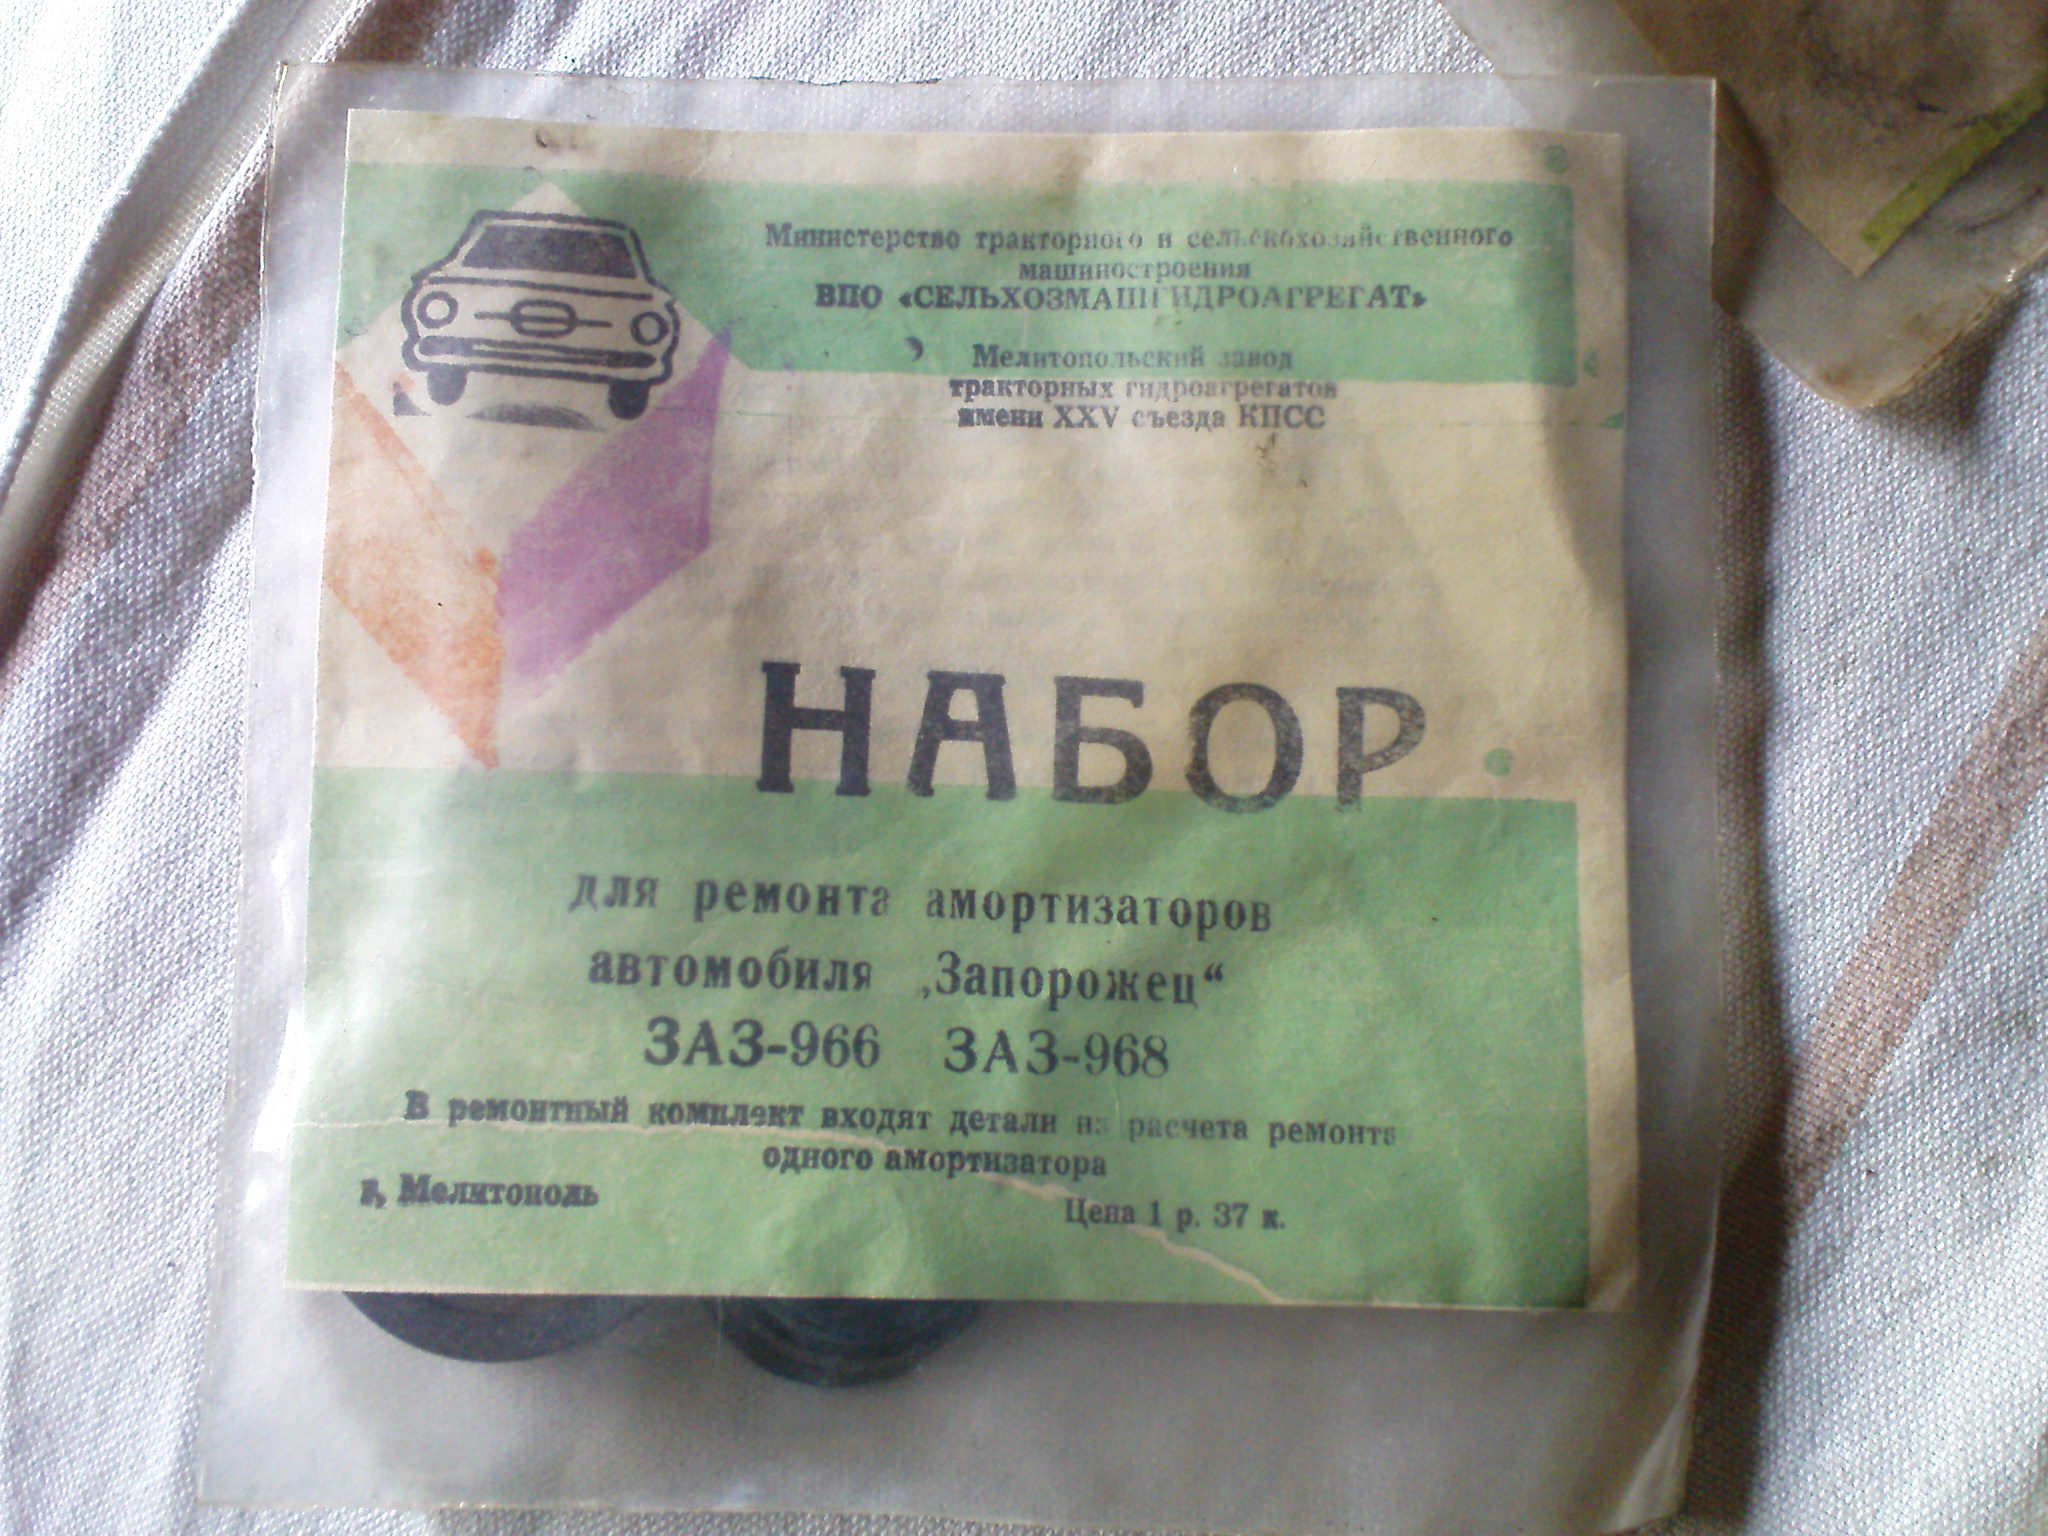 Министерство тракторного и сельскохозяйственного
машиностроения
ВПО «СЕЛЬХОЗМАШГИДРОАГРЕГАТ»
Мелитопольский завод
тракторных гидроагрегатов
имени XXV съезда КПСС
НАБОР
для ремонта амортизаторов
автомобиля „Запорожец“
ЗАЗ-966 ЗАЗ-968
В ремонтный комплект входят детали из расчета ремонта
одного амортизатора
г. Мелитополь
Цена 1 р. 37 к.